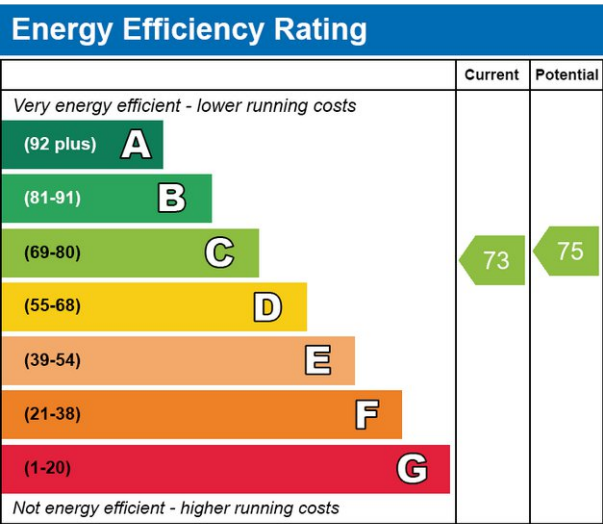 Energy Efficiency Rating
Current Potential
Very energy efficient - lower running costs
(92 plus) A
(81-91) B
(69-80) C 73 75
(55-68) D
(39-54) E
(21-38) F
(1-20) G
Not energy efficient - higher running costs